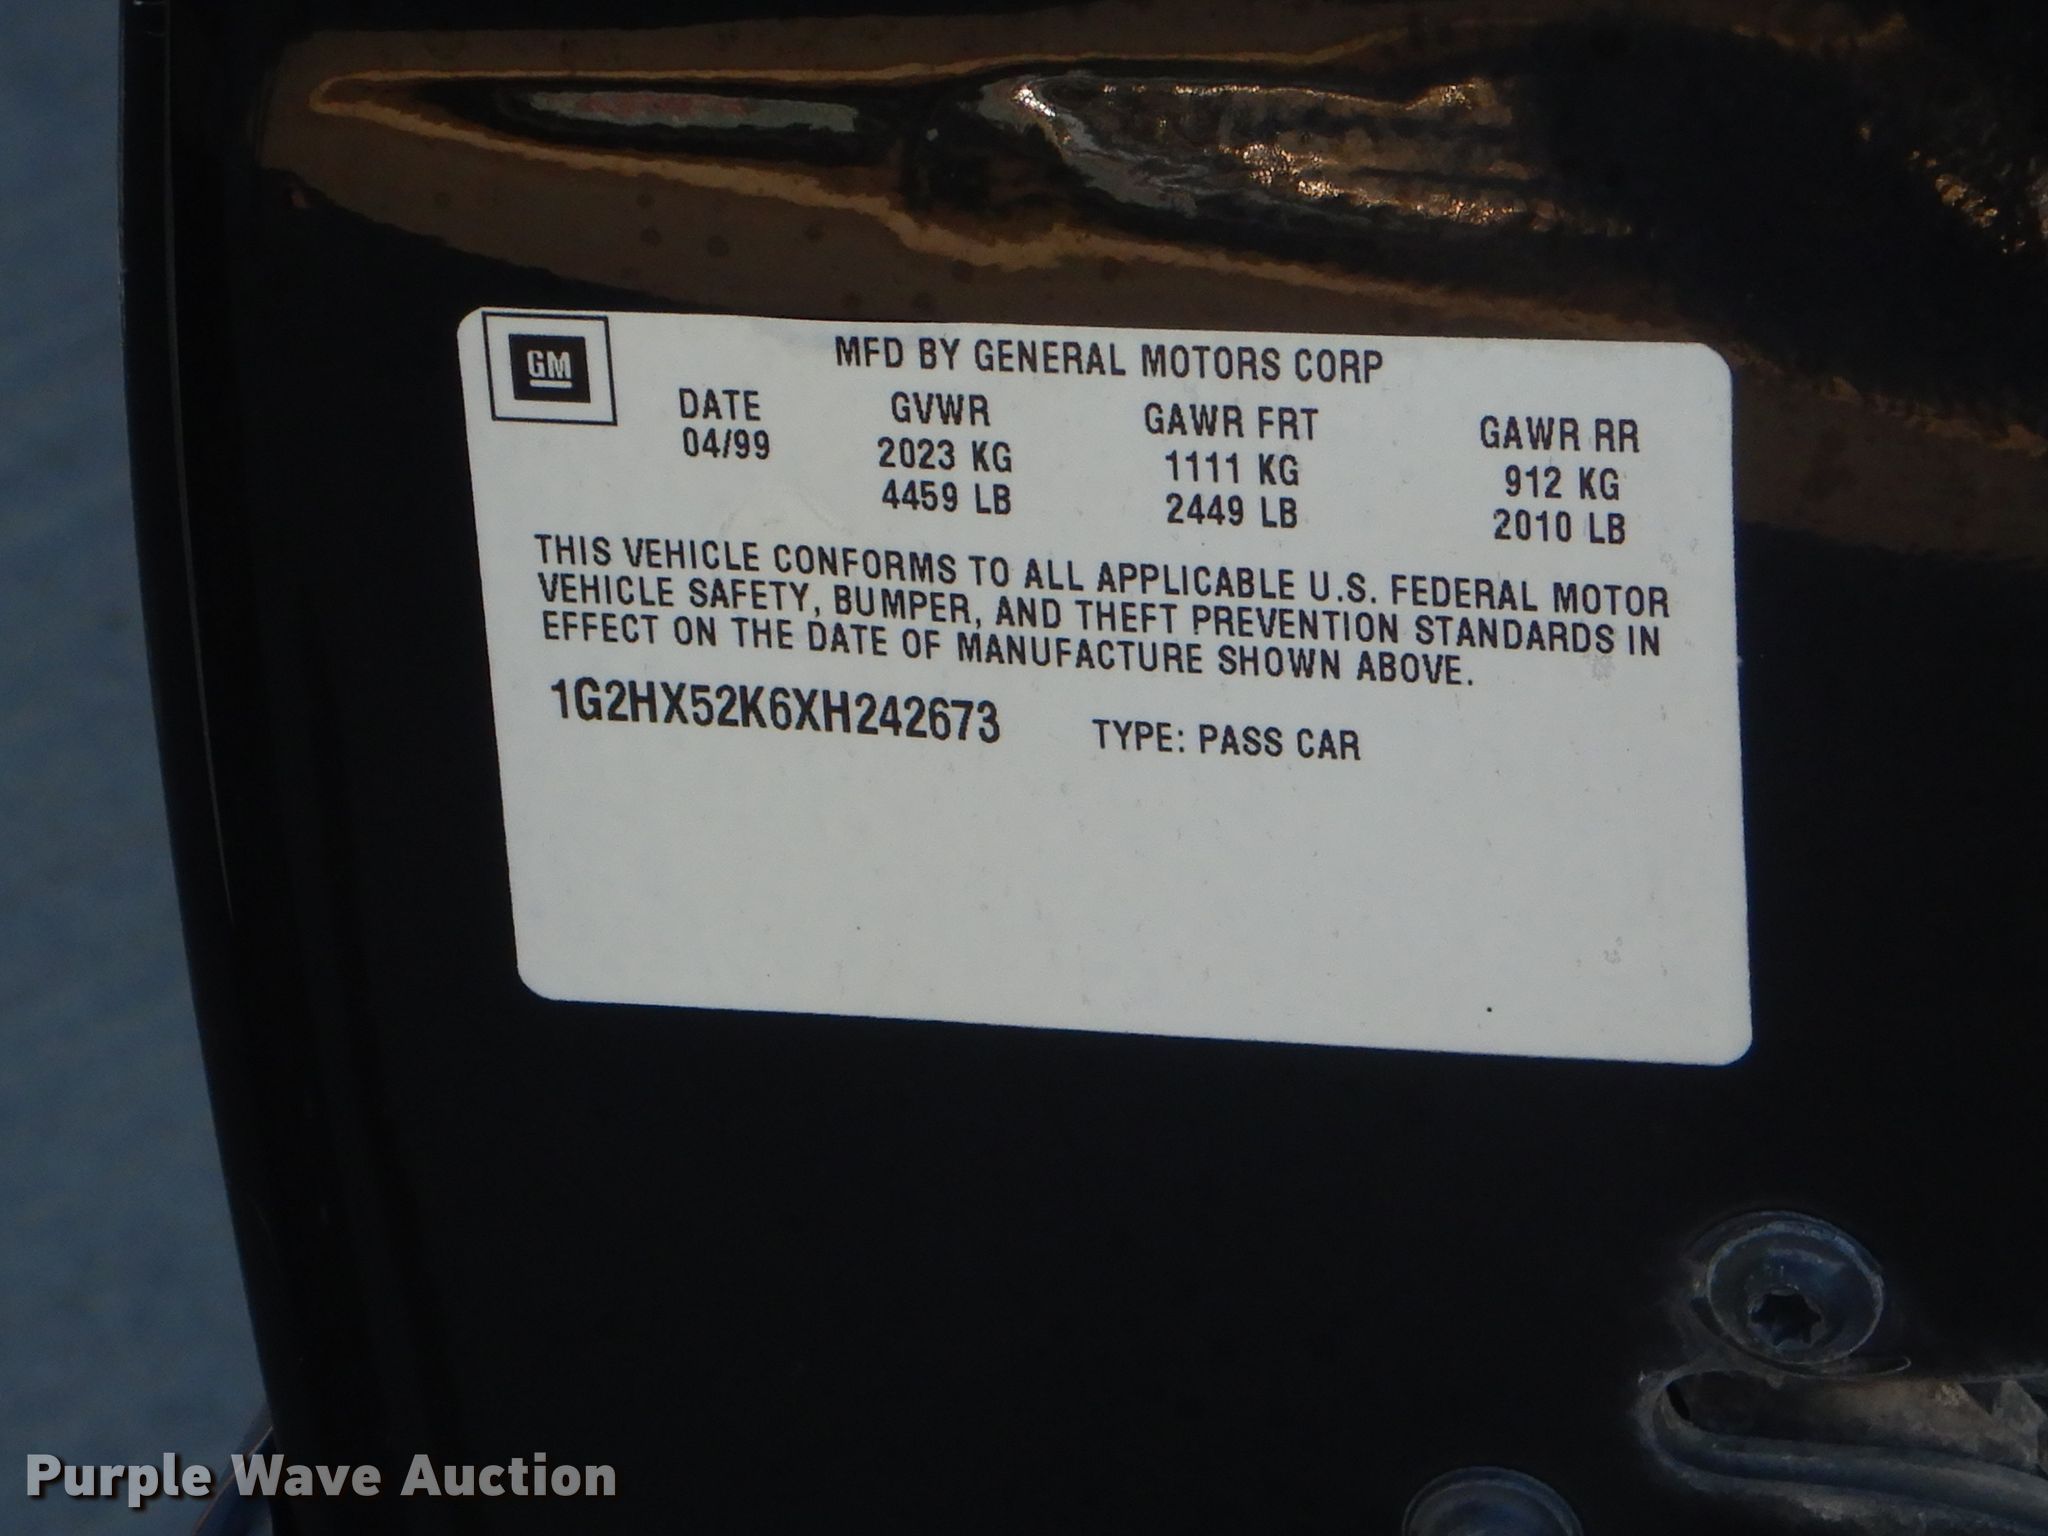 GM
MFD BY GENERAL MOTORS CORP
DATE GVWR GAWR FRT GAWR RR
04/99 2023 KG 1111 KG 912 KG
4459 LB 2449 LB 2010 LB
THIS VEHICLE CONFORMS TO ALL APPLICABLE U.S. FEDERAL MOTOR
VEHICLE SAFETY, BUMPER, AND THEFT PREVENTION STANDARDS IN
EFFECT ON THE DATE OF MANUFACTURE SHOWN ABOVE.
1G2HX52K6XH242673 TYPE: PASS CAR
Purple Wave Auction